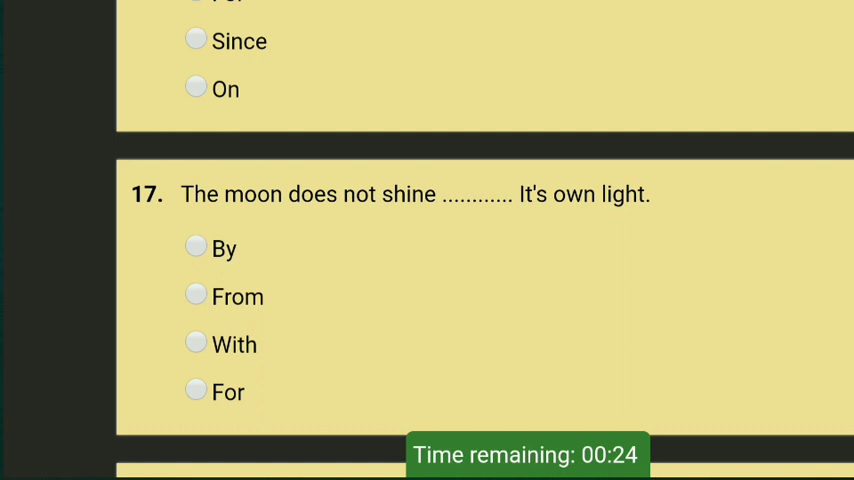 Since
On
17. The moon does not shine ............ It's own light.
By
From
With
For
Time remaining: 00:24